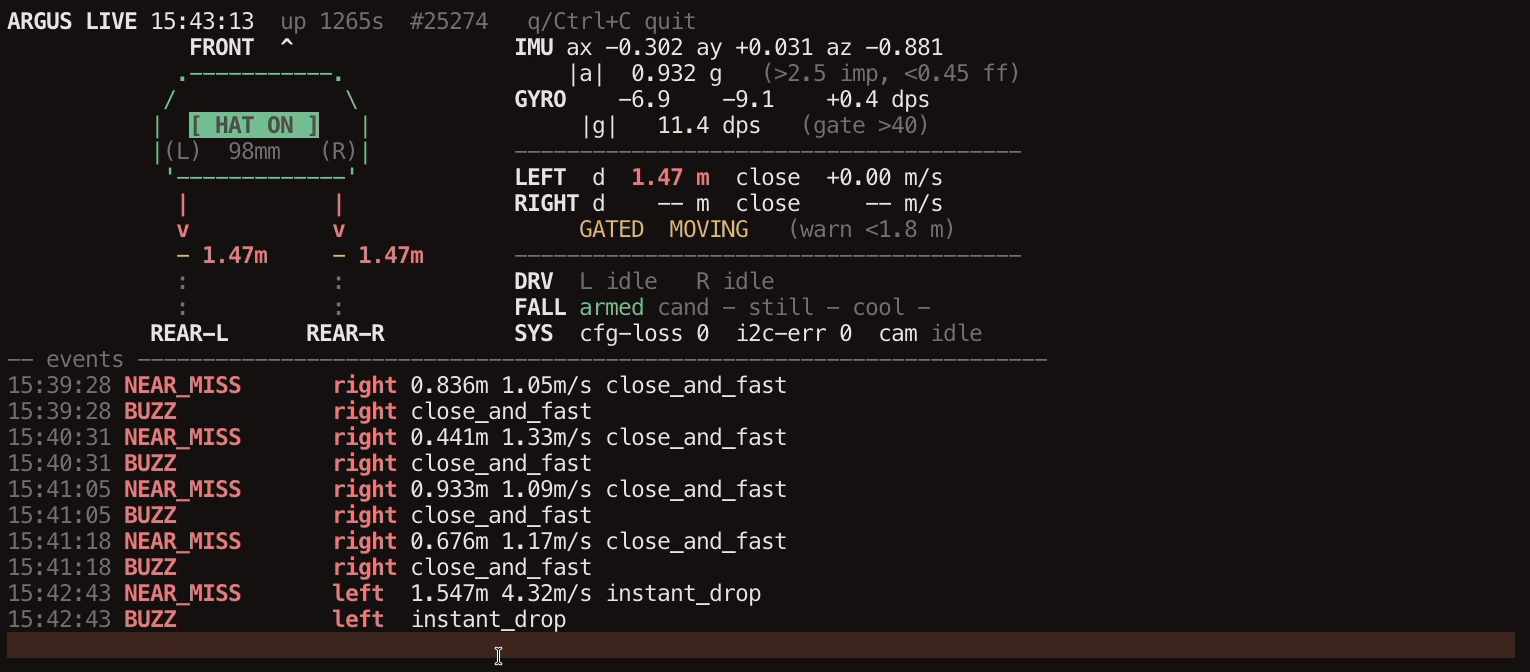 ARGUS LIVE 15:43:13  up 1265s  #25274   q/Ctrl+C quit
FRONT  ^
IMU ax −0.302 ay +0.031 az −0.881
|a|  0.932 g   (>2.5 imp, <0.45 ff)
GYRO    −6.9    −9.1    +0.4 dps
[ HAT ON ]
|g|   11.4 dps   (gate >40)
(L)  98mm   (R)
LEFT  d  1.47 m  close  +0.00 m/s
RIGHT d    −− m  close     −− m/s
v           v
GATED  MOVING   (warn <1.8 m)
− 1.47m     − 1.47m
DRV  L idle   R idle
FALL armed cand − still − cool −
REAR−L      REAR−R
SYS  cfg−loss 0  i2c−err 0  cam idle
−− events
15:39:28 NEAR_MISS       right 0.836m 1.05m/s close_and_fast
15:39:28 BUZZ            right close_and_fast
15:40:31 NEAR_MISS       right 0.441m 1.33m/s close_and_fast
15:40:31 BUZZ            right close_and_fast
15:41:05 NEAR_MISS       right 0.933m 1.09m/s close_and_fast
15:41:05 BUZZ            right close_and_fast
15:41:18 NEAR_MISS       right 0.676m 1.17m/s close_and_fast
15:41:18 BUZZ            right close_and_fast
15:42:43 NEAR_MISS       left  1.547m 4.32m/s instant_drop
15:42:43 BUZZ            left  instant_drop